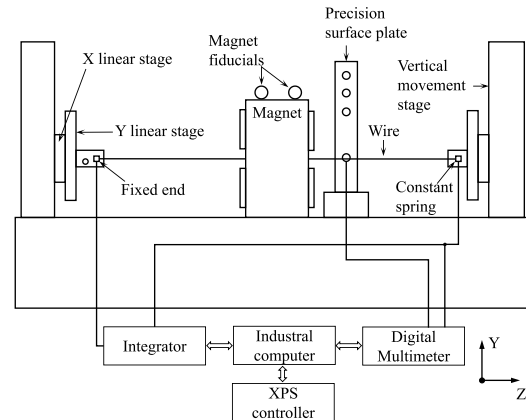 Precision
surface plate
Magnet
fiducials
X linear stage
Vertical
movement
stage
Y linear stage
Magnet
Wire
Fixed end
Constant
spring
Integrator
Industral
computer
Digital
Multimeter
XPS
controller
Y
Z